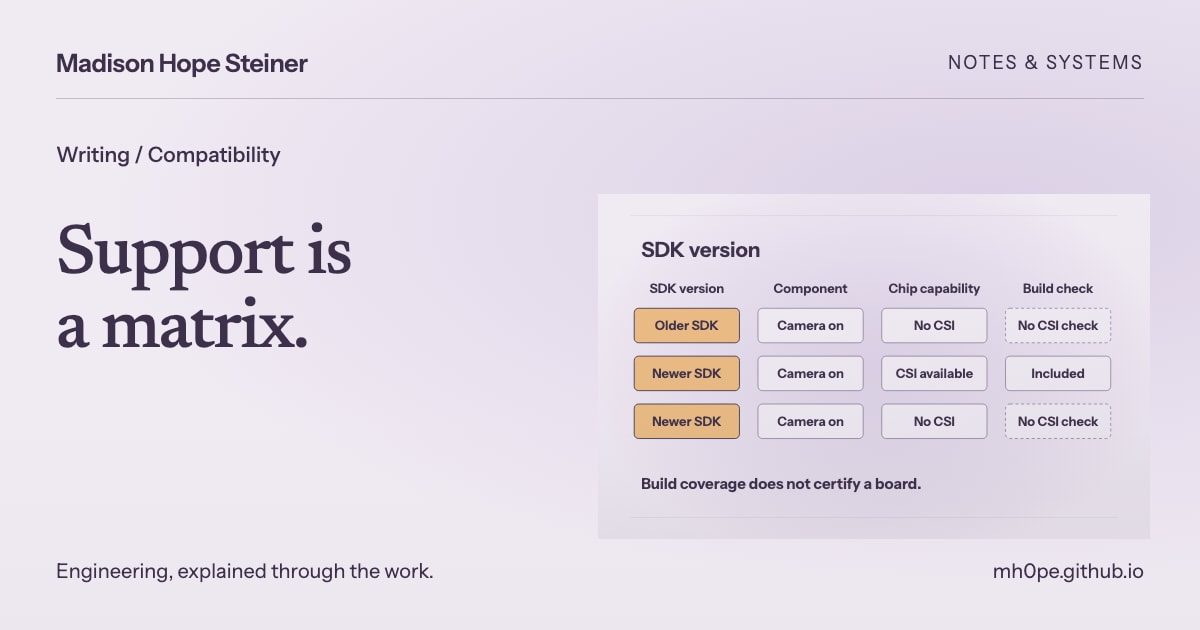 Madison Hope Steiner
NOTES & SYSTEMS
Writing / Compatibility
Support is
a matrix.
SDK version
SDK version Component Chip capability Build check
Older SDK Camera on No CSI No CSI check
Newer SDK Camera on CSI available Included
Newer SDK Camera on No CSI No CSI check
Build coverage does not certify a board.
Engineering, explained through the work.
mh0pe.github.io